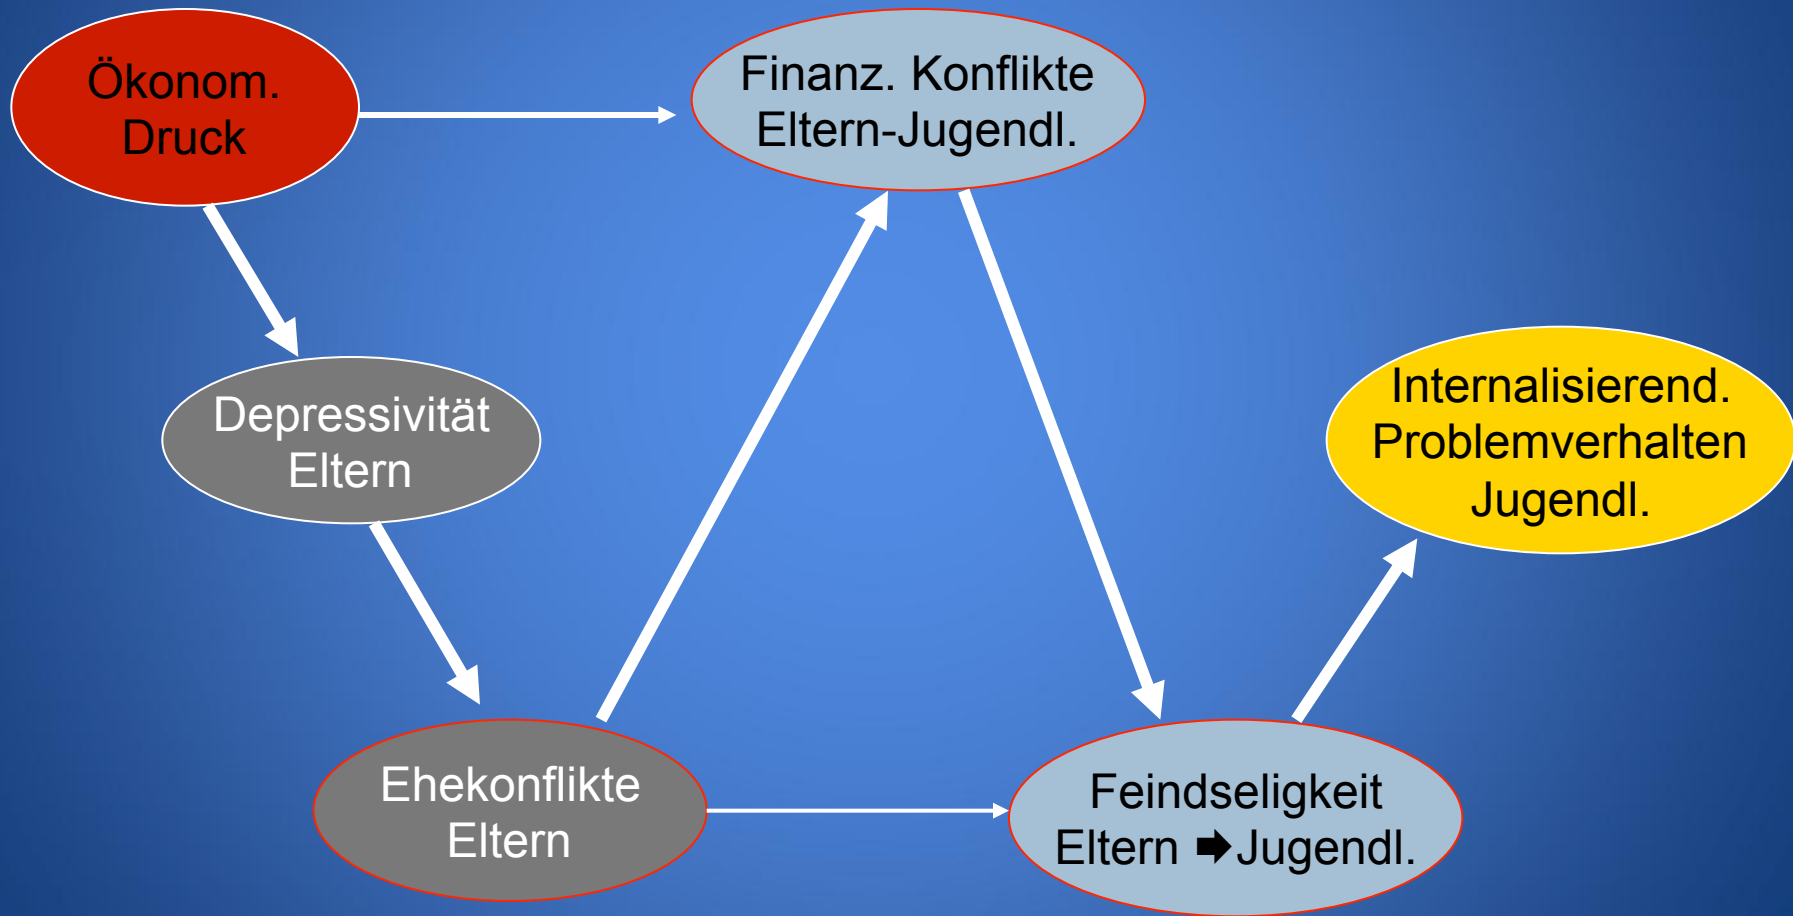 Ökonom.
Druck
Finanz. Konflikte
Eltern-Jugendl.
Depressivität
Eltern
Internalisierend.
Problemverhalten
Jugendl.
Ehekonflikte
Eltern
Feindseligkeit
Eltern 🠊Jugendl.